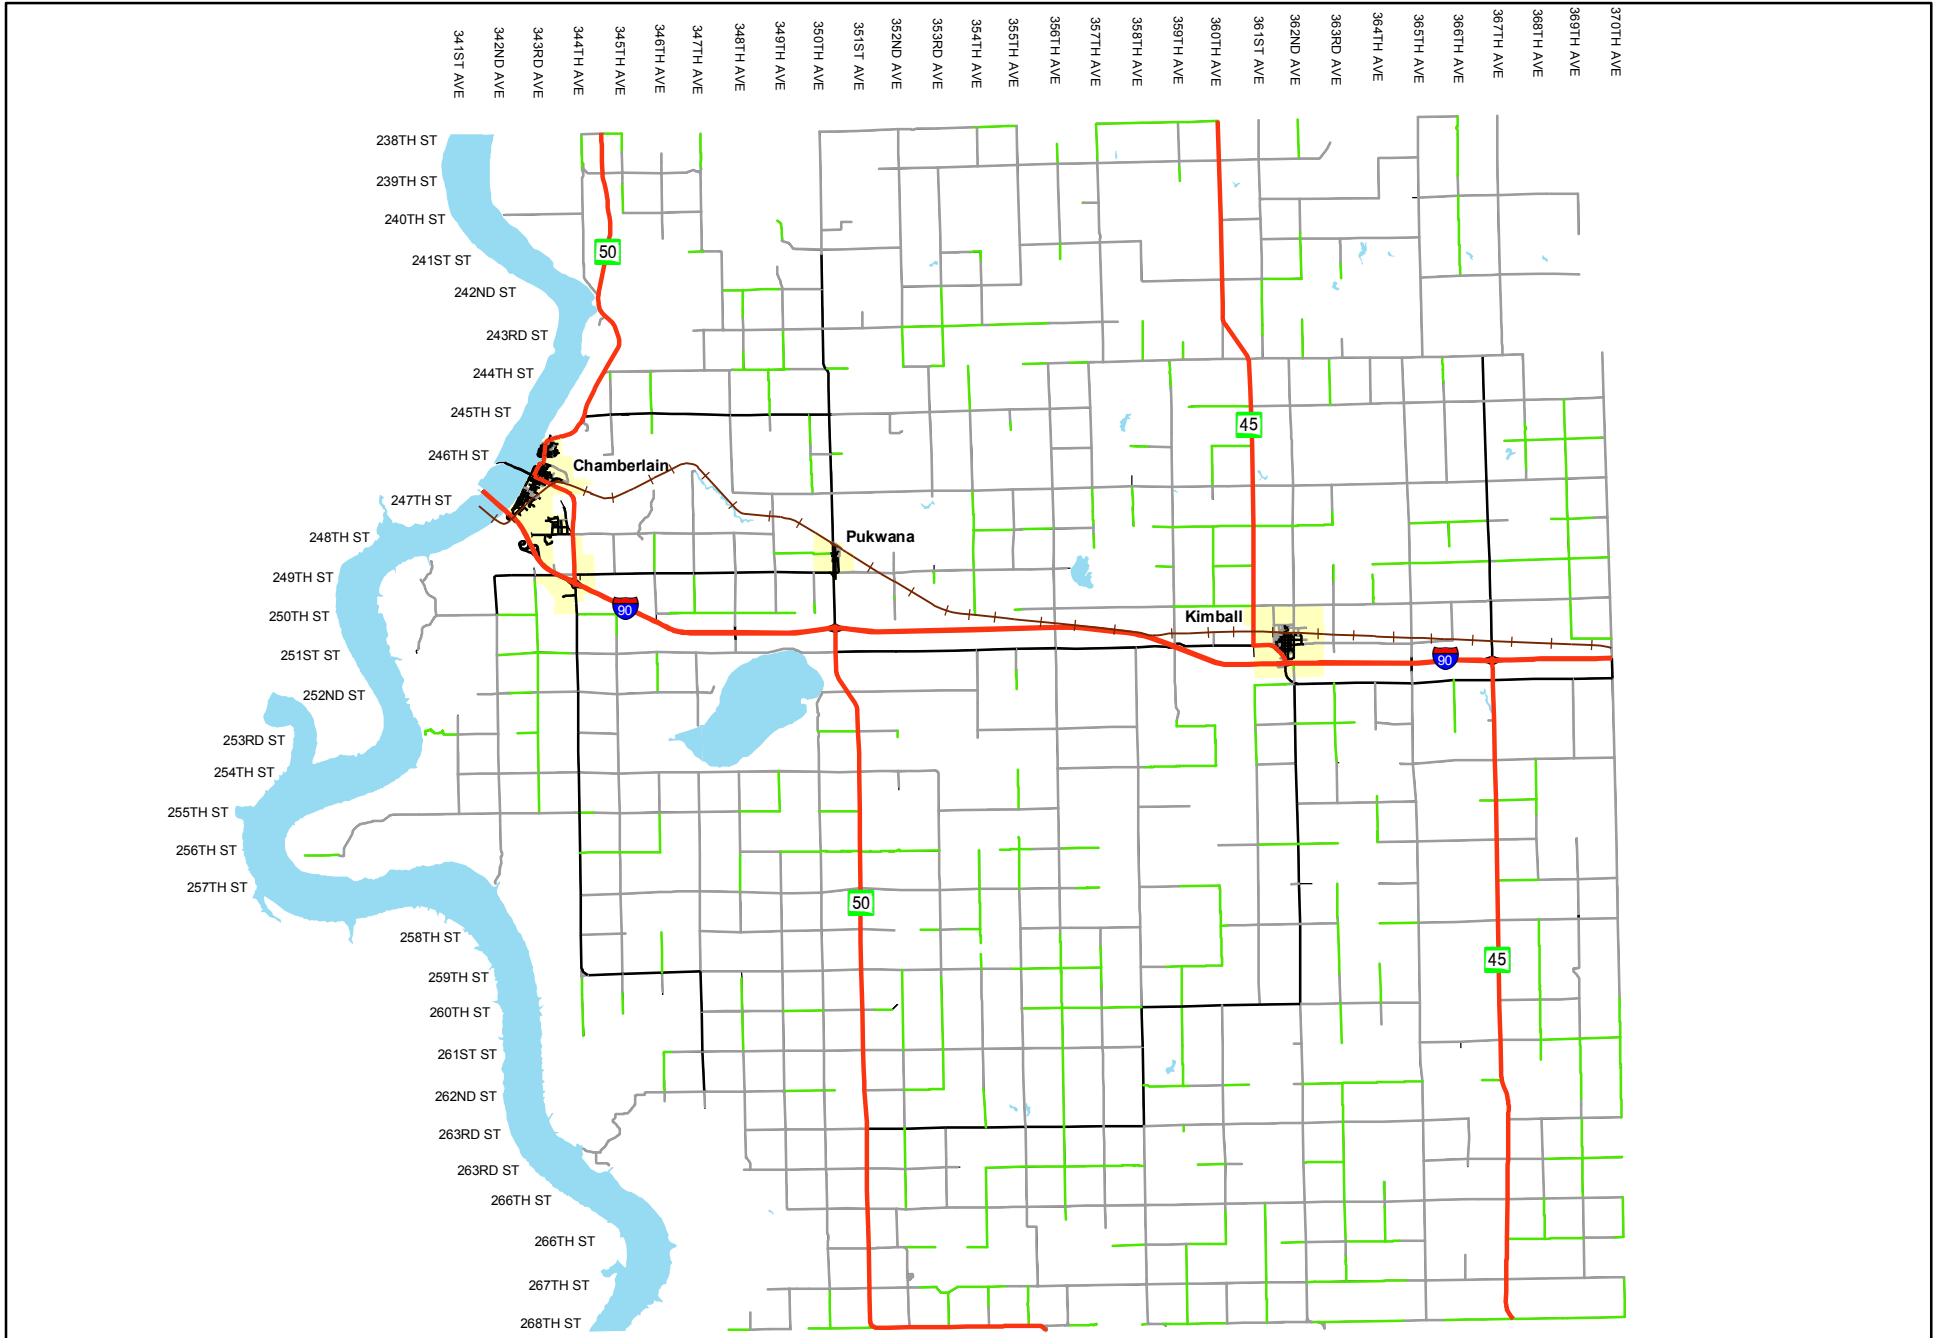 341ST AVE
342ND AVE
343RD AVE
344TH AVE
345TH AVE
346TH AVE
347TH AVE
348TH AVE
349TH AVE
350TH AVE
351ST AVE
352ND AVE
353RD AVE
354TH AVE
355TH AVE
356TH AVE
357TH AVE
358TH AVE
359TH AVE
360TH AVE
361ST AVE
362ND AVE
363RD AVE
364TH AVE
365TH AVE
366TH AVE
367TH AVE
368TH AVE
369TH AVE
370TH AVE
238TH ST
239TH ST
240TH ST
50
241ST ST
242ND ST
243RD ST
244TH ST
245TH ST
45
246TH ST
Chamberlain
247TH ST
248TH ST
Pukwana
249TH ST
90
250TH ST
Kimball
251ST ST
90
252ND ST
253RD ST
254TH ST
255TH ST
256TH ST
257TH ST
50
258TH ST
45
259TH ST
260TH ST
261ST ST
262ND ST
263RD ST
263RD ST
266TH ST
266TH ST
267TH ST
268TH ST